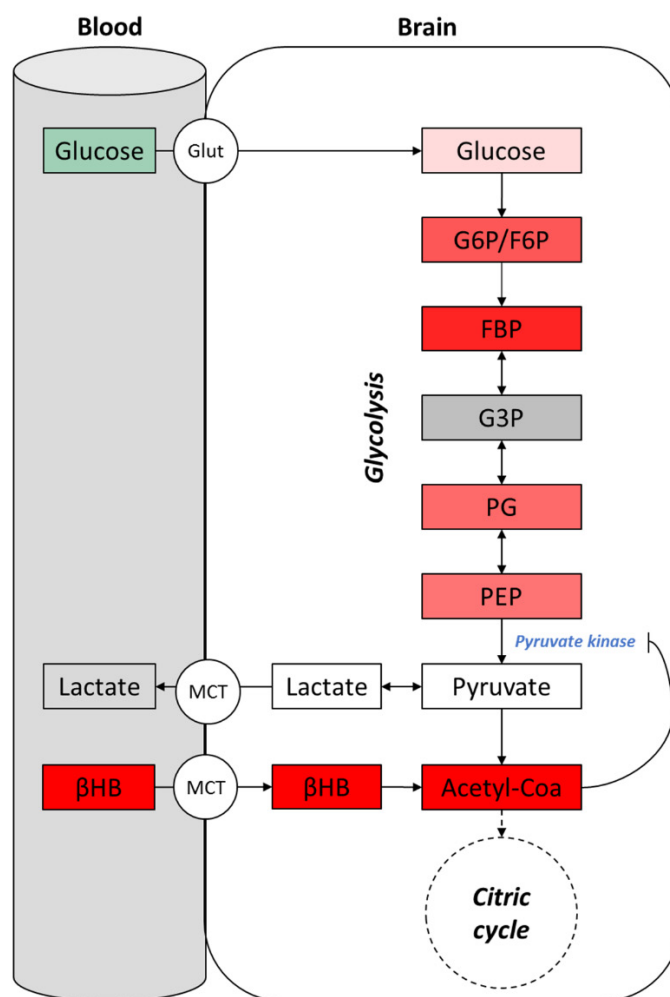 Blood
Brain
Glucose
Glut
Glucose
G6P/F6P
FBP
G3P
Glycolysis
PG
PEP
Pyruvate kinase
Lactate
MCT
Lactate
Pyruvate
βHB
MCT
βHB
Acetyl-Coa
Citric
cycle